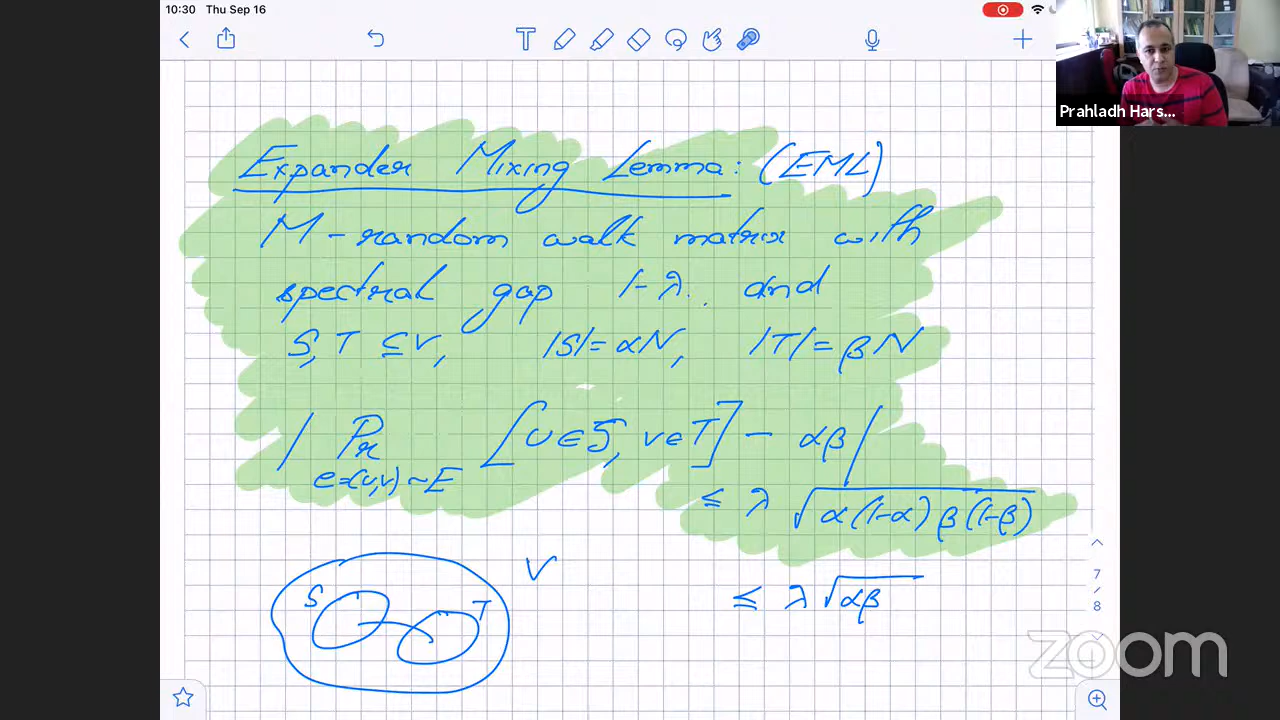 10:30 Thu Sep 16
Prahladh Hars...
Expander Mixing Lemma: (EML)
M - random walk matrix with
spectral gap 1-λ. and
S, T ⊆ V, |S| = αN, |T| = βN
| Pr [u∈S, v∈T] - αβ |
e=(u,v)~E
≤ λ √α(1-α) β(1-β)
V
S T
≤ λ √αβ
7
/
8
zoom